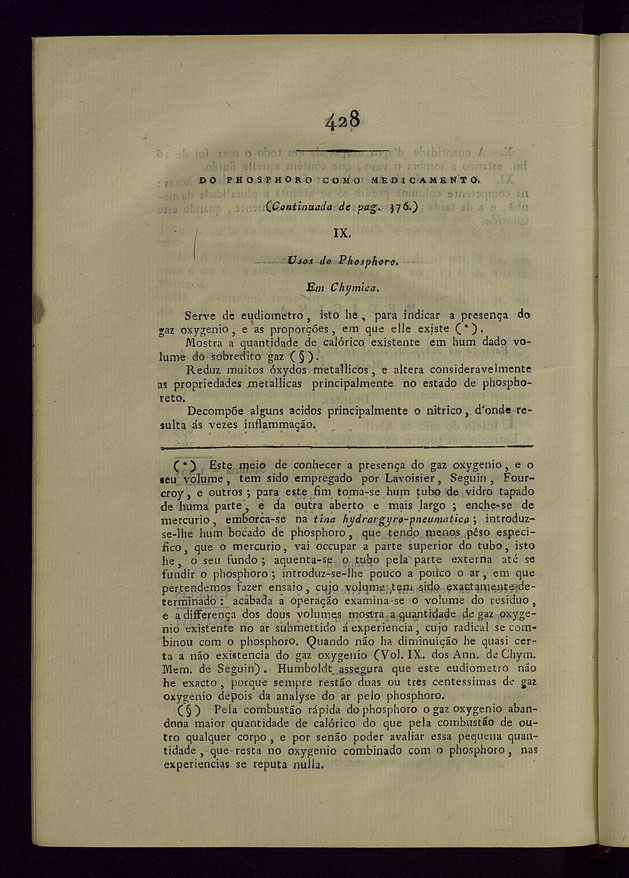 428
DO PHOSPHORO COMO MEDICAMENTO.
(Continuada de pag. 376.)
IX.
Usos do Phosphoro.
Em Chymica.
Serve de eudiometro, isto he, para indicar a presença do
gaz oxygenio, e as proporções, em que elle existe (*).
Mostra a quantidade de calórico existente em hum dado vo-
lume do sobredito gaz (§).
Reduz muitos óxydos metallicos, e altera consideravelmente
as propriedades metallicas principalmente no estado de phospho-
reto.
Decompõe alguns acidos principalmente o nitrico, d'onde re-
sulta ás vezes inflammação.
(*) Este meio de conhecer a presença do gaz oxygenio, e o
seu volume, tem sido empregado por Lavoisier, Seguin, Four-
croy, e outros; para este fim toma-se hum tubo de vidro tapado
de huma parte, e da outra aberto e mais largo; enche-se de
mercurio, emborca-se na tina hydrargyro-pneumatica; introduz-
se-lhe hum bocado de phosphoro, que tendo menos pêso especi-
fico, que o mercurio, vai occupar a parte superior do tubo, isto
he, o seu fundo; aquenta-se o tubo pela parte externa até se
fundir o phosphoro; introduz-se-lhe pouco a pouco o ar, em que
pertendemos fazer ensaio, cujo volume tem sido exactamente de-
terminado: acabada a operação examina-se o volume do residuo,
e a differença dos dous volumes mostra a quantidade de gaz oxyge-
nio existente no ar submettido á experiencia, cujo radical se com-
binou com o phosphoro. Quando não ha diminuição he quasi cer-
ta a não existencia do gaz oxygenio (Vol. IX. dos Ann. de Chym.
Mem. de Seguin). Humboldt assegura que este eudiometro não
he exacto, porque sempre restão duas ou tres centessimas de gaz
oxygenio depois da analyse do ar pelo phosphoro.
(§) Pela combustão rápida do phosphoro o gaz oxygenio aban-
dona maior quantidade de calórico do que pela combustão de ou-
tro qualquer corpo, e por senão poder avaliar essa pequena quan-
tidade, que resta no oxygenio combinado com o phosphoro, nas
experiencias se reputa nulla.